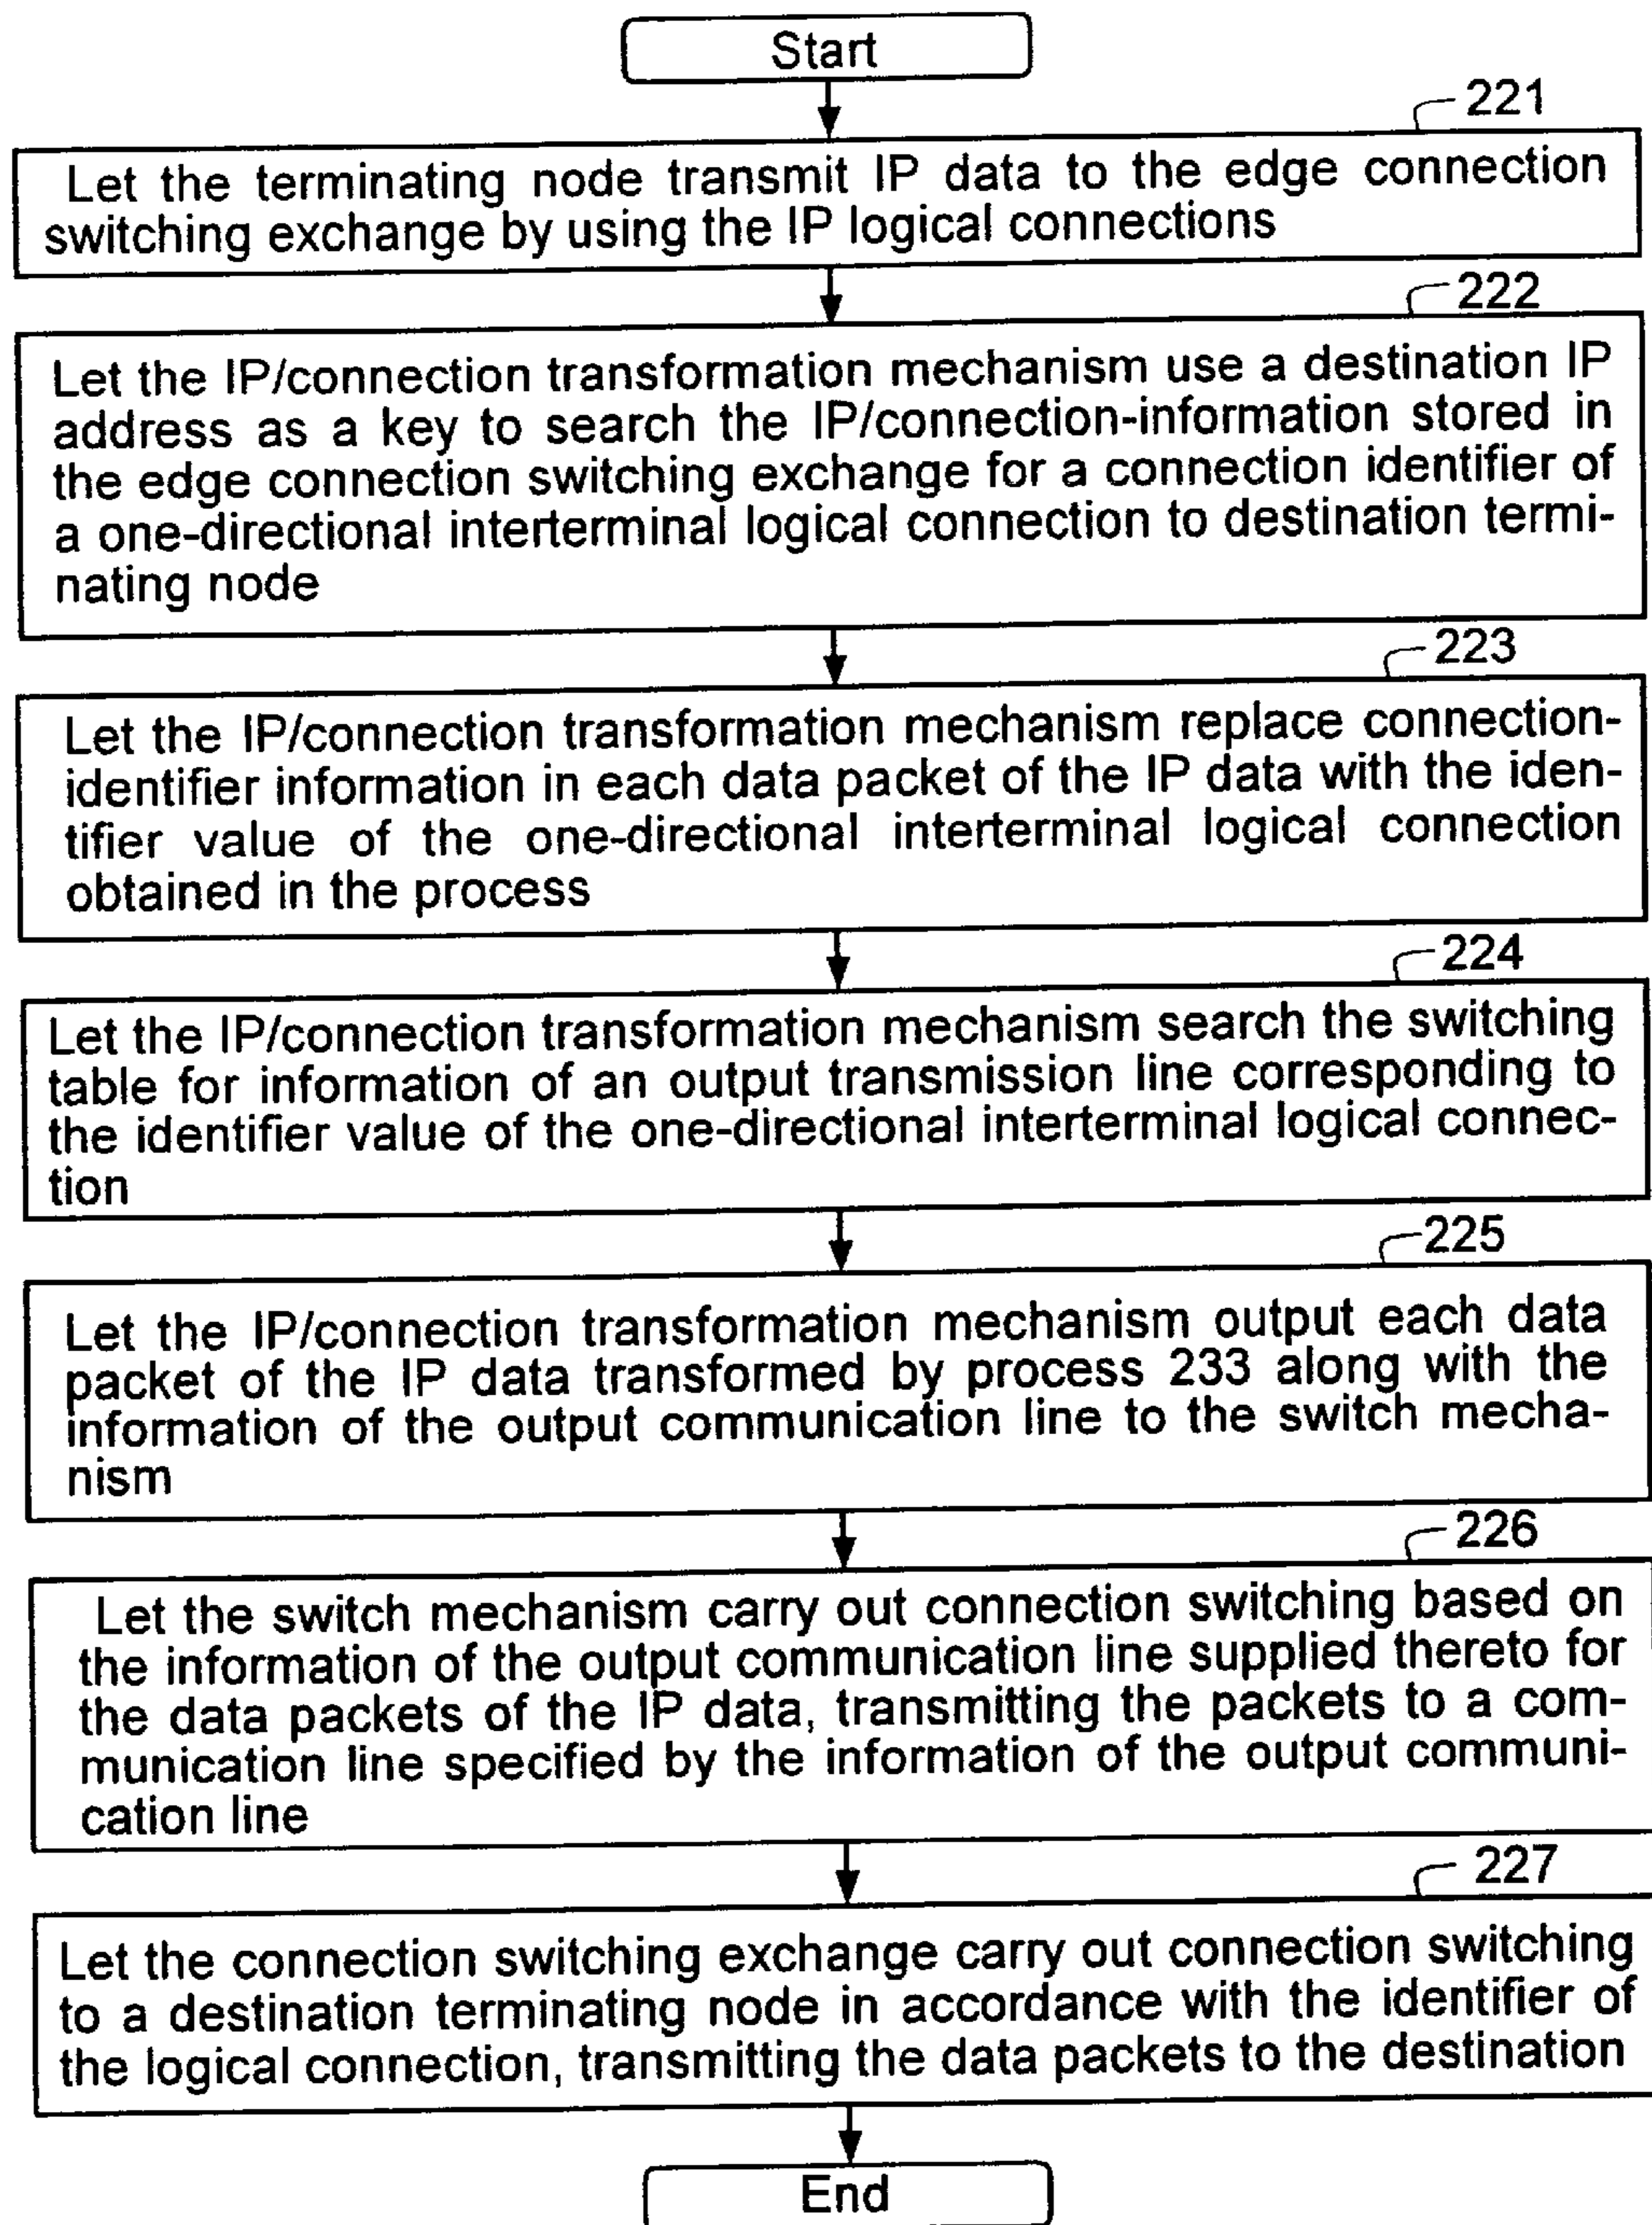 Start
221
Let the terminating node transmit IP data to the edge connection
switching exchange by using the IP logical connections
222
Let the IP/connection transformation mechanism use a destination IP
address as a key to search the IP/connection-information stored in
the edge connection switching exchange for a connection identifier of
a one-directional interterminal logical connection to destination termi-
nating node
223
Let the IP/connection transformation mechanism replace connection-
identifier information in each data packet of the IP data with the iden-
tifier value of the one-directional interterminal logical connection
obtained in the process
224
Let the IP/connection transformation mechanism search the switching
table for information of an output transmission line corresponding to
the identifier value of the one-directional interterminal logical connec-
tion
225
Let the IP/connection transformation mechanism output each data
packet of the IP data transformed by process 233 along with the
information of the output communication line to the switch mecha-
nism
226
Let the switch mechanism carry out connection switching based on
the information of the output communication line supplied thereto for
the data packets of the IP data, transmitting the packets to a com-
munication line specified by the information of the output communi-
cation line
227
Let the connection switching exchange carry out connection switching
to a destination terminating node in accordance with the identifier of
the logical connection, transmitting the data packets to the destination
End